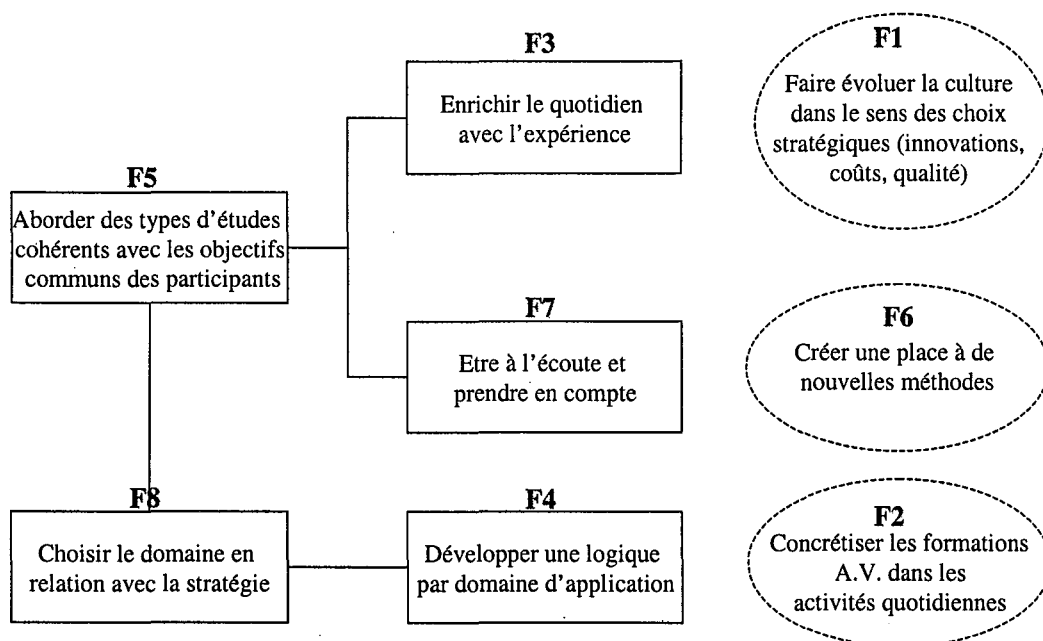 F3
Enrichir le quotidien
avec l'expérience
F1
Faire évoluer la culture
dans le sens des choix
stratégiques (innovations,
coûts, qualité)
F5
Aborder des types d'études
cohérents avec les objectifs
communs des participants
F7
Etre à l'écoute et
prendre en compte
F6
Créer une place à de
nouvelles méthodes
F8
Choisir le domaine en
relation avec la stratégie
F4
Développer une logique
par domaine d'application
F2
Concrétiser les formations
A.V. dans les
activités quotidiennes